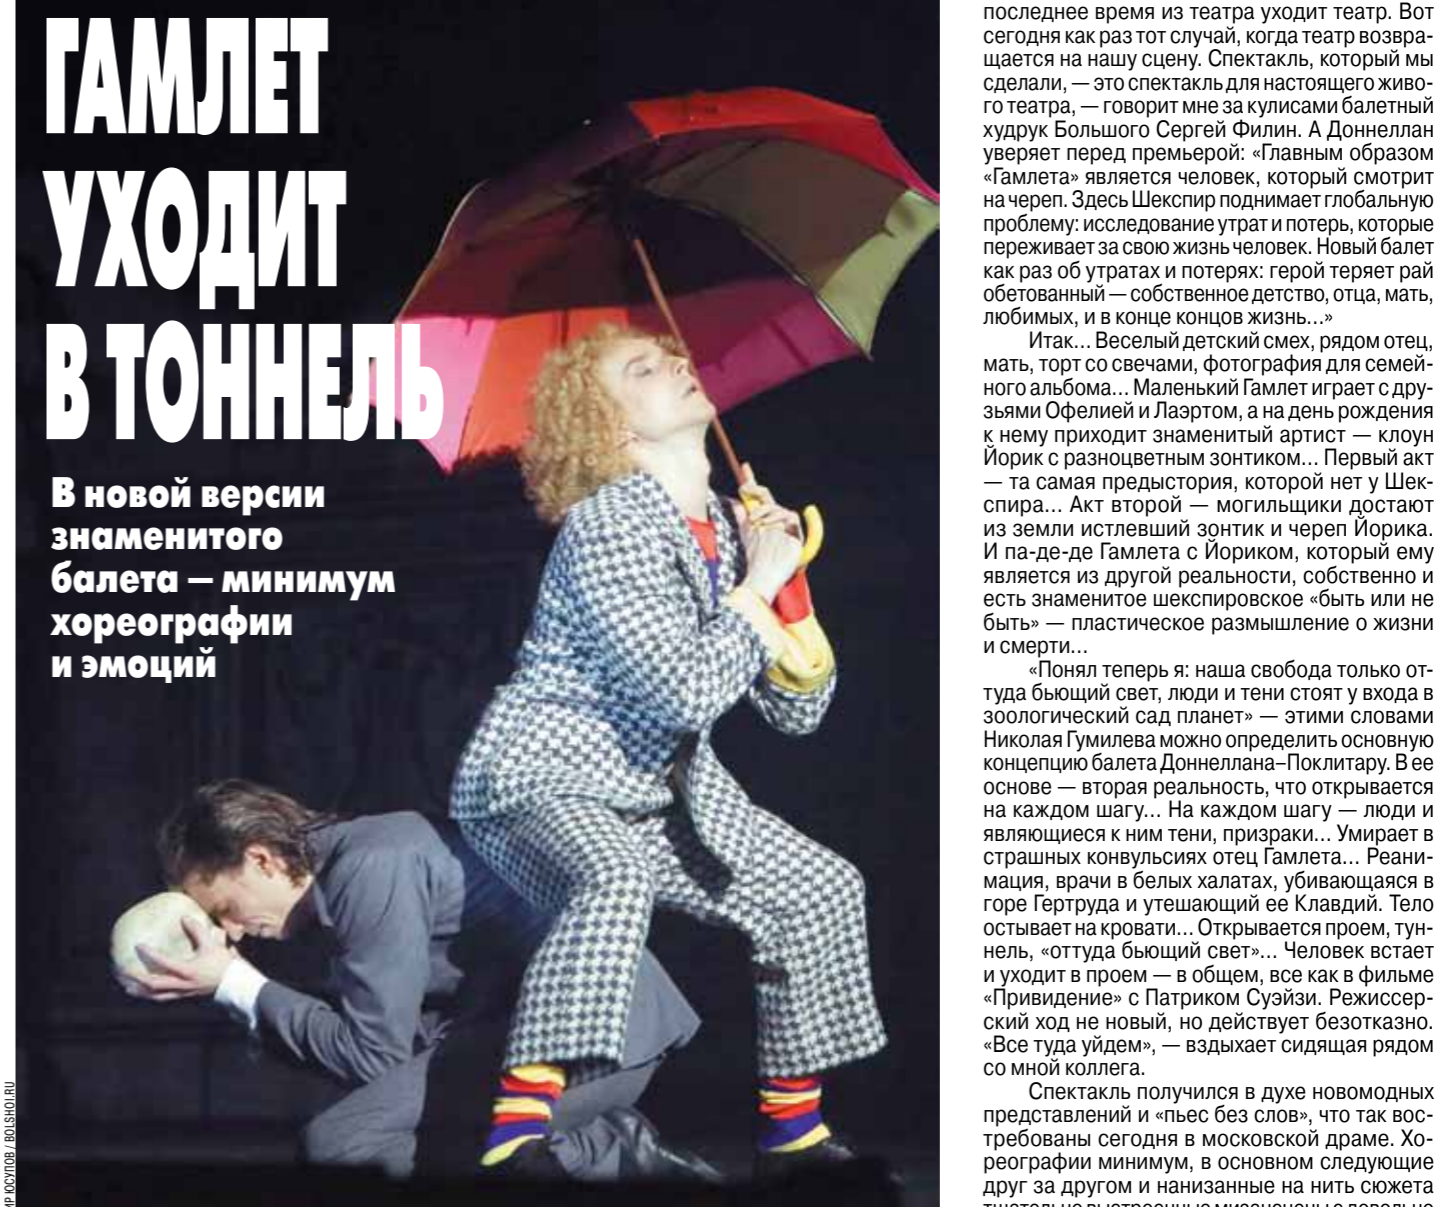 ГАМЛЕТ
УХОДИТ
В ТОННЕЛЬ
В новой версии
знаменитого
балета — минимум
хореографии
и эмоций
ИР ЮСУПОВ / BOLSHOI.RU
последнее время из театра уходит театр. Вот
сегодня как раз тот случай, когда театр возвра-
щается на нашу сцену. Спектакль, который мы
сделали, — это спектакль для настоящего живо-
го театра, — говорит мне за кулисами балетный
худрук Большого Сергей Филин. А Доннеллан
уверяет перед премьерой: «Главным образом
«Гамлета» является человек, который смотрит
на череп. Здесь Шекспир поднимает глобальную
проблему: исследование утрат и потерь, которые
переживает за свою жизнь человек. Новый балет
как раз об утратах и потерях: герой теряет рай
обетованный — собственное детство, отца, мать,
любимых, и в конце концов жизнь...»
Итак... Веселый детский смех, рядом отец,
мать, торт со свечами, фотография для семей-
ного альбома... Маленький Гамлет играет с дру-
зьями Офелией и Лаэртом, а на день рождения
к нему приходит знаменитый артист — клоун
Йорик с разноцветным зонтиком... Первый акт
— та самая предыстория, которой нет у Шек-
спира... Акт второй — могильщики достают
из земли истлевший зонтик и череп Йорика.
И па-де-де Гамлета с Йориком, который ему
является из другой реальности, собственно и
есть знаменитое шекспировское «быть или не
быть» — пластическое размышление о жизни
и смерти...
«Понял теперь я: наша свобода только от-
туда бьющий свет, люди и тени стоят у входа в
зоологический сад планет» — этими словами
Николая Гумилева можно определить основную
концепцию балета Доннеллана–Поклитару. В ее
основе — вторая реальность, что открывается
на каждом шагу... На каждом шагу — люди и
являющиеся к ним тени, призраки... Умирает в
страшных конвульсиях отец Гамлета... Реани-
мация, врачи в белых халатах, убивающаяся в
горе Гертруда и утешающий ее Клавдий. Тело
остывает на кровати... Открывается проем, тун-
нель, «оттуда бьющий свет»... Человек встает
и уходит в проем — в общем, все как в фильме
«Привидение» с Патриком Суэйзи. Режиссер-
ский ход не новый, но действует безотказно.
«Все туда уйдем», — вздыхает сидящая рядом
со мной коллега.
Спектакль получился в духе новомодных
представлений и «пьес без слов», что так вос-
требованы сегодня в московской драме. Хо-
реографии минимум, в основном следующие
друг за другом и нанизанные на нить сюжета
тщательно выстроенные мизансцены с довольно